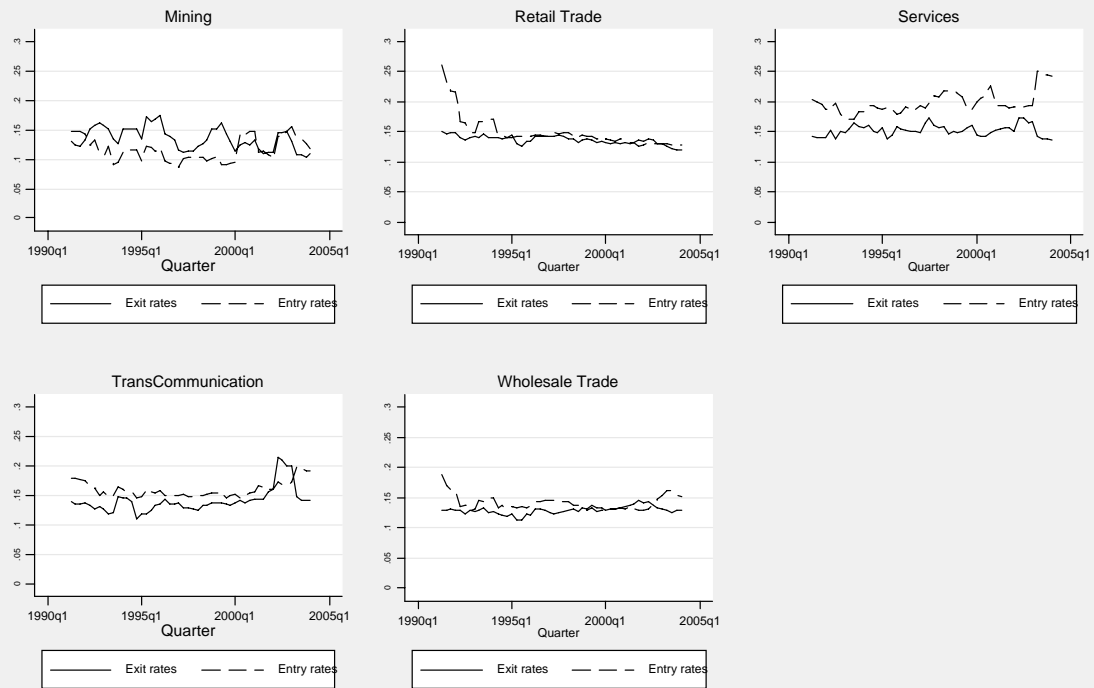 Mining
.3
.25
.2
.15
.1
.05
0
1990q1 1995q1 2000q1 2005q1
Quarter
Exit rates Entry rates
Retail Trade
.3
.25
.2
.15
.1
.05
0
1990q1 1995q1 2000q1 2005q1
Quarter
Exit rates Entry rates
Services
.3
.25
.2
.15
.1
.05
0
1990q1 1995q1 2000q1 2005q1
Quarter
Exit rates Entry rates
TransCommunication
.3
.25
.2
.15
.1
.05
0
1990q1 1995q1 2000q1 2005q1
Quarter
Exit rates Entry rates
Wholesale Trade
.3
.25
.2
.15
.1
.05
0
1990q1 1995q1 2000q1 2005q1
Quarter
Exit rates Entry rates